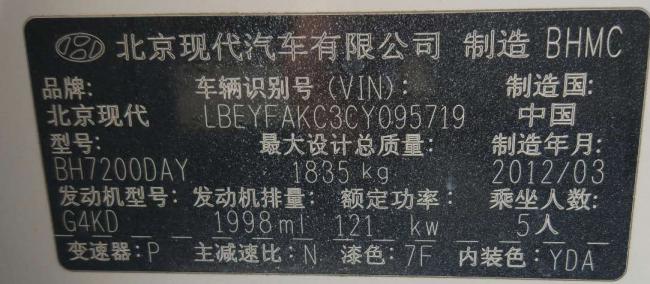 北京现代汽车有限公司 制造 BHMC
品牌: 车辆识别号(VIN): 制造国:
北京现代 LBEYFAKC3CY095719 中国
型号: 最大设计总质量: 制造年月:
BH7200DAY 1835 kg 2012/03
发动机型号: 发动机排量: 额定功率: 乘坐人数:
G4KD 1998 ml 121 kw 5人
变速器: P 主减速比: N 漆色: 7F 内装色: YDA